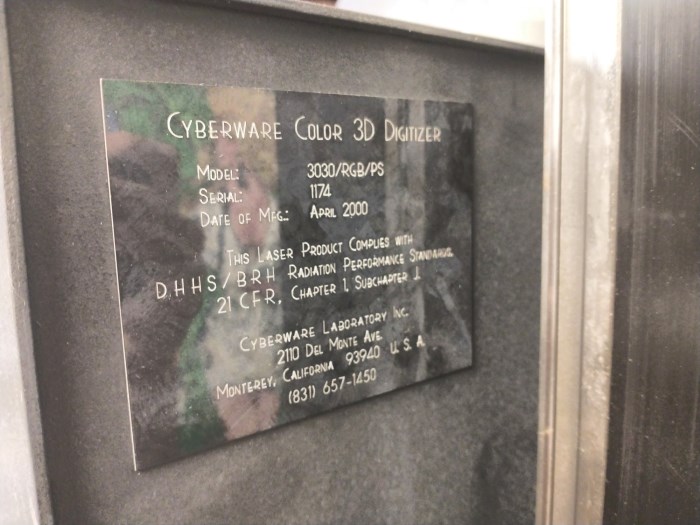 CYBERWARE COLOR 3D DIGITIZER
MODEL: 3030/RGB/PS
SERIAL: 1174
DATE OF MFG.: APRIL 2000
THIS LASER PRODUCT COMPLIES WITH
DHHS/BRH RADIATION PERFORMANCE STANDARDS,
21 CFR, CHAPTER 1, SUBCHAPTER J.
CYBERWARE LABORATORY INC.
2110 DEL MONTE AVE.
MONTEREY, CALIFORNIA 93940 U. S. A.
(831) 657-1450